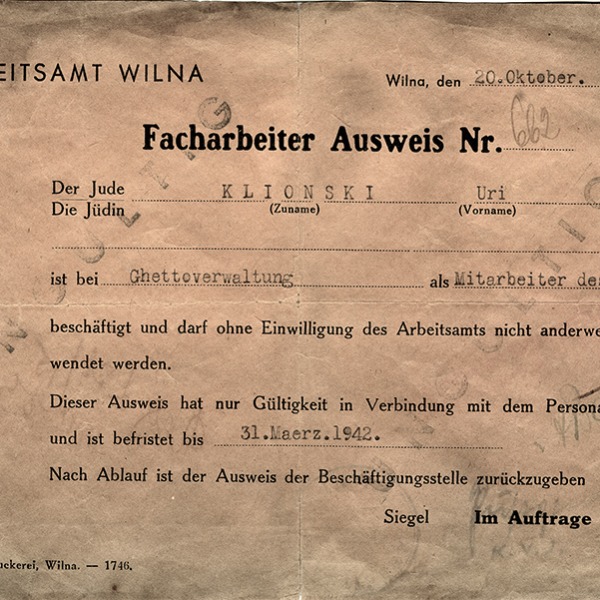 EITSAMT WILNA
Wilna, den 20.Oktober.
Facharbeiter Ausweis Nr. 662
Der Jude KLIONSKI Uri
Die Jüdin (Zuname) (Vorname)
ist bei Ghettoverwaltung als Mitarbeiter de
beschäftigt und darf ohne Einwilligung des Arbeitsamts nicht anderwe
wendet werden.
Dieser Ausweis hat nur Gültigkeit in Verbindung mit dem Persona
und ist befristet bis 31.Maerz.1942.
Nach Ablauf ist der Ausweis der Beschäftigungsstelle zurückzugeben
Siegel Im Auftrage
uckerei, Wilna. — 1746.
UNGÜLTIG